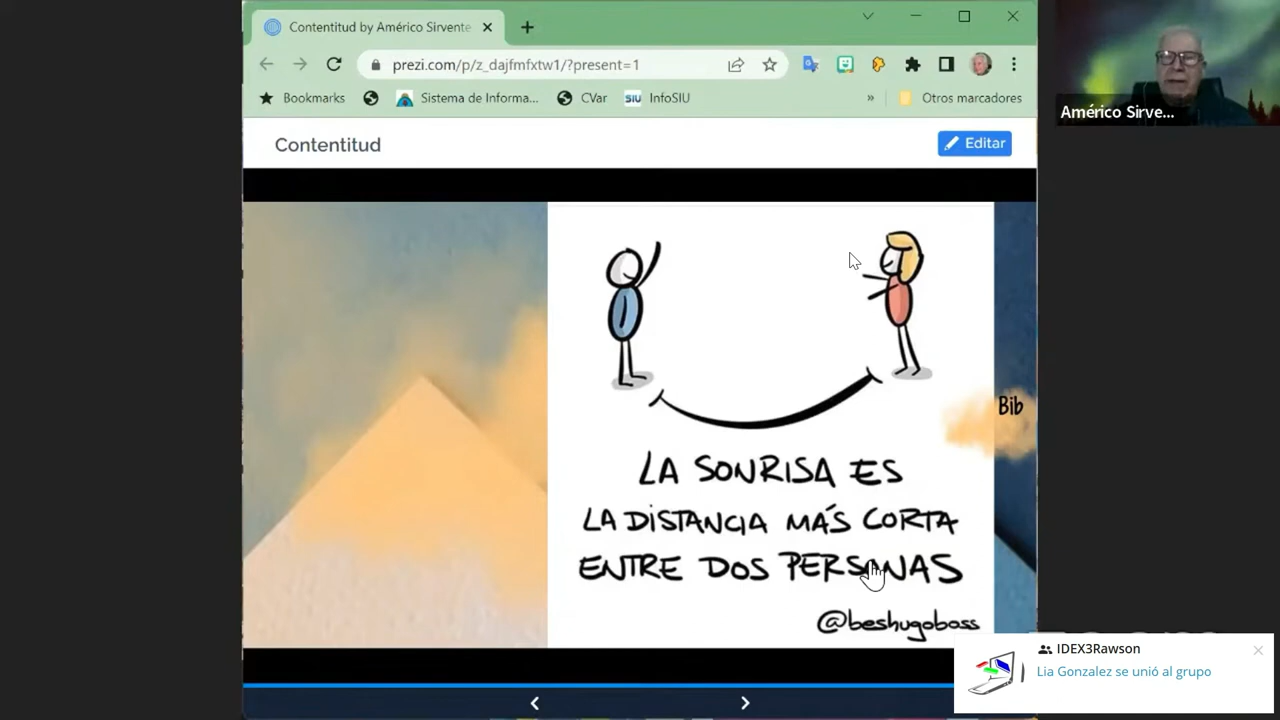 Contentitud by Américo Sirvente
prezi.com/p/z_dajfmfxtw1/?present=1
Bookmarks
Sistema de Informa...
CVar
SIU
InfoSIU
»
Otros marcadores
Américo Sirve...
Contentitud
Editar
Bib
LA SONRISA ES
LA DISTANCIA MÁS CORTA
ENTRE DOS PERSONAS
@beshugoboss
IDEX3Rawson
Lia Gonzalez se unió al grupo